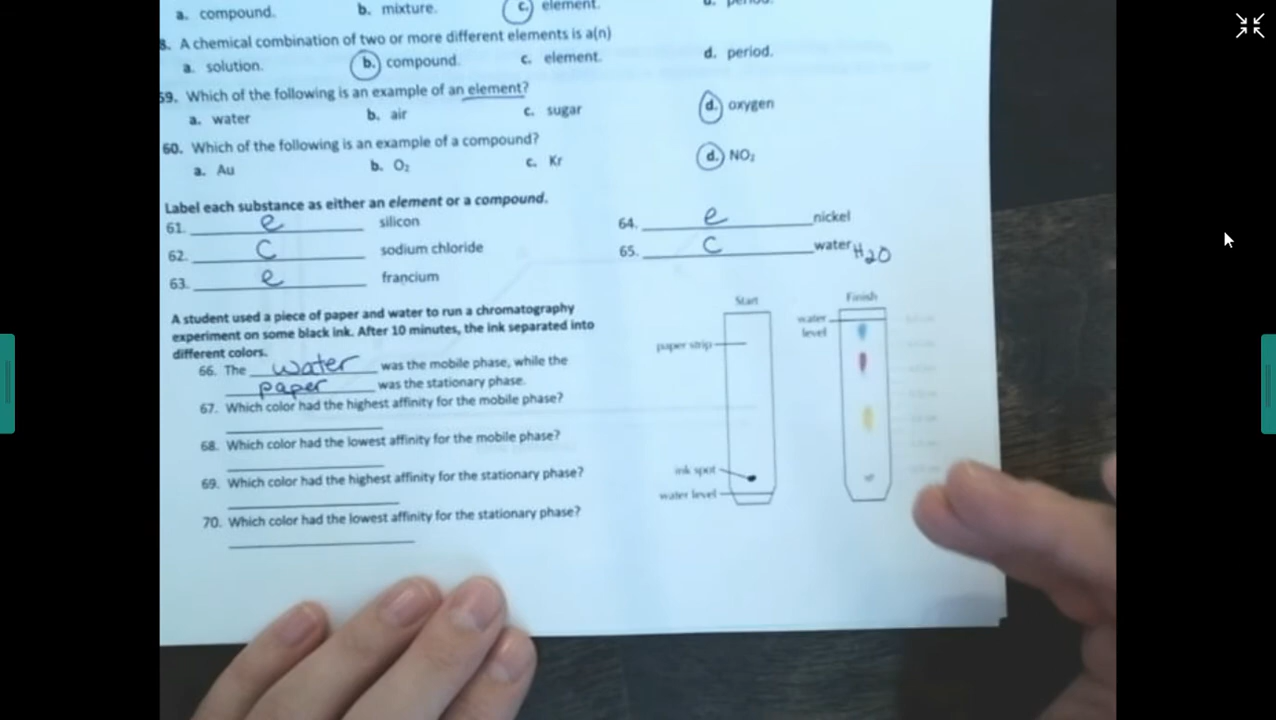 a. compound. b. mixture. c. element. d. period.
8. A chemical combination of two or more different elements is a(n)
a. solution. b. compound. c. element. d. period.
59. Which of the following is an example of an element?
a. water b. air c. sugar d. oxygen
60. Which of the following is an example of a compound?
a. Au b. O₂ c. Kr d. NO₂
Label each substance as either an element or a compound.
61. e silicon
62. c sodium chloride
63. e francium
64. e nickel
65. c water H2O
A student used a piece of paper and water to run a chromatography
experiment on some black ink. After 10 minutes, the ink separated into
different colors.
66. The water was the mobile phase, while the
paper was the stationary phase.
67. Which color had the highest affinity for the mobile phase?
68. Which color had the lowest affinity for the mobile phase?
69. Which color had the highest affinity for the stationary phase?
70. Which color had the lowest affinity for the stationary phase?
Start
paper strip
ink spot
water level
Finish
water
level